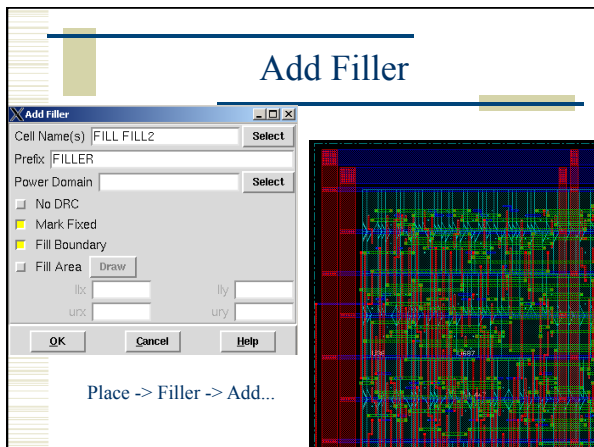 Add Filler
Add Filler
Cell Name(s) FILL FILL2 Select
Prefix FILLER
Power Domain Select
No DRC
Mark Fixed
Fill Boundary
Fill Area Draw
llx lly
urx ury
OK Cancel Help
Place -> Filler -> Add...